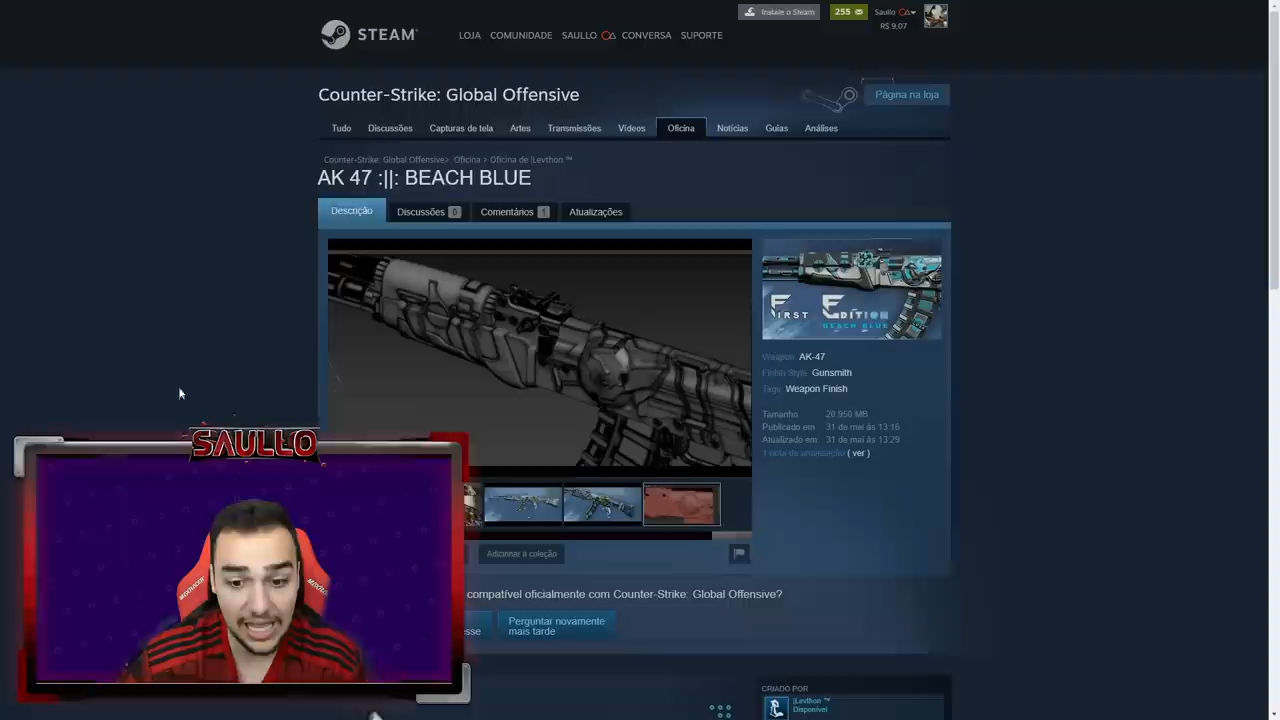 STEAM
LOJA COMUNIDADE SAULLO CONVERSA SUPORTE
Instale o Steam
255
Saullo
R$ 9,07
Counter-Strike: Global Offensive
Página na loja
Tudo Discussões Capturas de tela Artes Transmissões Vídeos Oficina Notícias Guias Análises
Counter-Strike: Global Offensive > Oficina > Oficina de |Levthon ™
AK 47 :||: BEACH BLUE
Descrição Discussões 0 Comentários 1 Atualizações
FIRST EDITION
BEACH BLUE
Weapon: AK-47
Finish Style: Gunsmith
Tags: Weapon Finish
Tamanho 20.950 MB
Publicado em 31 de mai às 13:16
Atualizado em 31 de mai às 13:29
1 nota de atualização ( ver )
SAULLO
MAXRACER
Adicionar à coleção
compatível oficialmente com Counter-Strike: Global Offensive?
esse
Perguntar novamente
mais tarde
CRIADO POR
|Levthon ™
Disponível